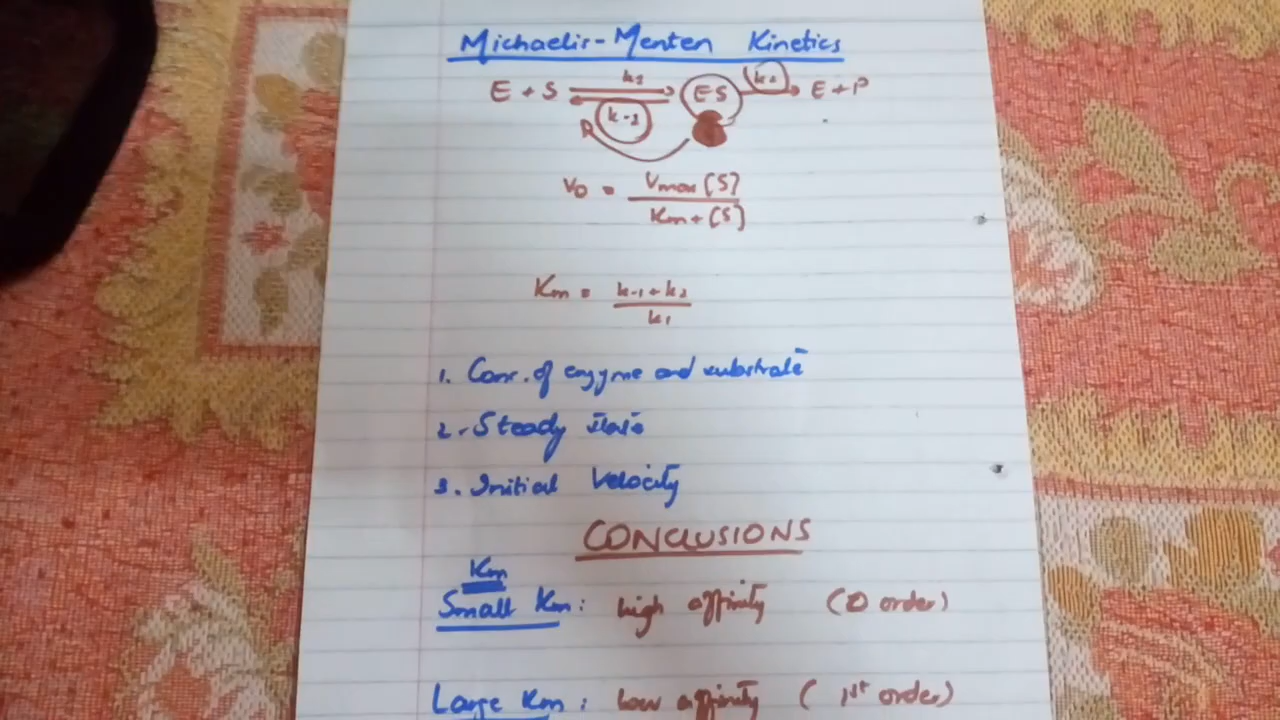 Michaelis-Menten Kinetics
E + S k1 k-1 ES k2 E + P
V0 = Vmax [S] / Km + [S]
Km = k-1 + k2 / k1
1. Conc. of enzyme and substrate
2. Steady state
3. Initial Velocity
CONCLUSIONS
Km
Small Km: high affinity (0 order)
Large Km: low affinity (1st order)